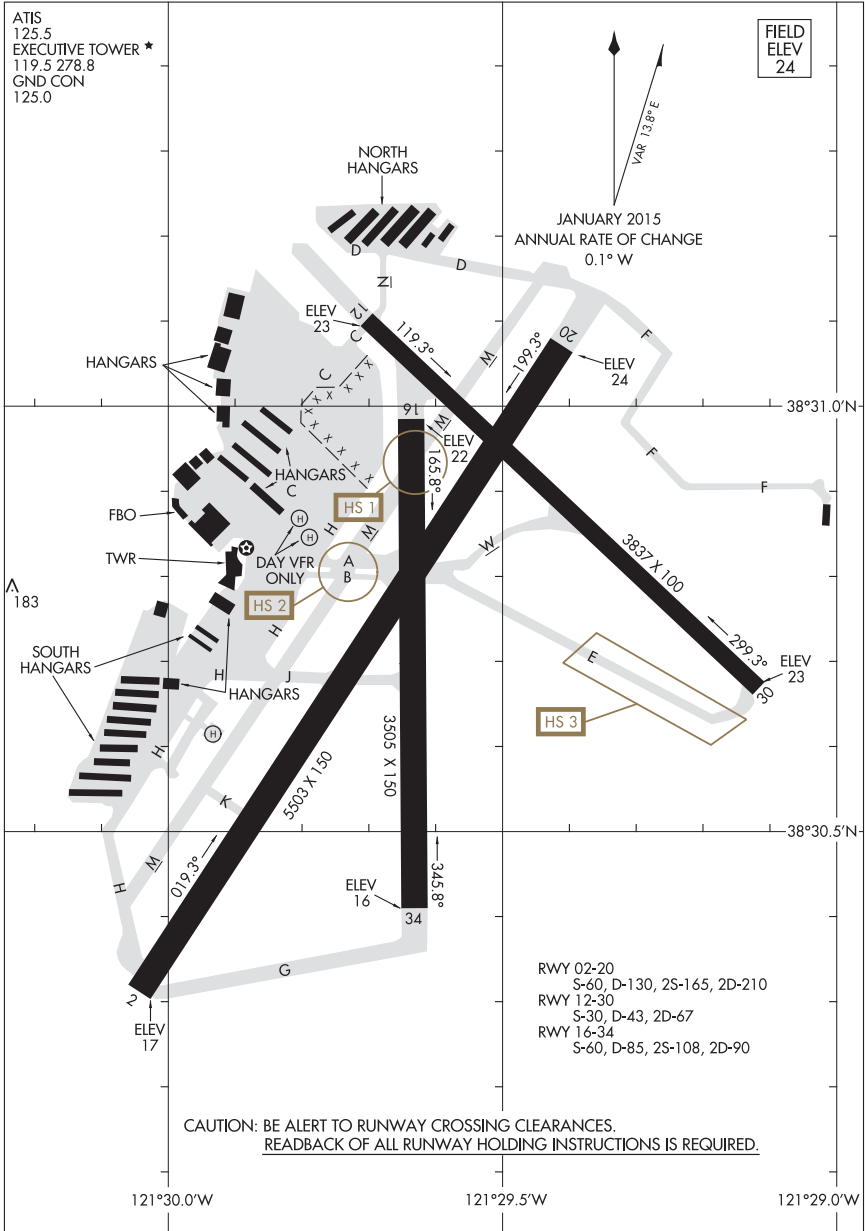 ATIS
125.5
EXECUTIVE TOWER ★
119.5 278.8
GND CON
125.0
FIELD
ELEV
24
VAR 13.8° E
JANUARY 2015
ANNUAL RATE OF CHANGE
0.1° W
NORTH
HANGARS
D
D
N
F
ELEV
23
12
C
119.3°
W
199.3°
20
ELEV
24
HANGARS
C
X X X X
X X X X X X
38°31.0'N
16
W
ELEV
22
165.8°
F
F
HANGARS
C
HS 1
FBO
H
H
H
W
W
3837 X 100
TWR
DAY VFR
ONLY
A
B
HS 2
183
H
SOUTH
HANGARS
H
HANGARS
J
E
299.3°
ELEV
23
30
HS 3
H
H
3505 X 150
5503 X 150
K
38°30.5'N
019.3°
W
H
345.8°
ELEV
16
34
G
2
ELEV
17
RWY 02-20
S-60, D-130, 2S-165, 2D-210
RWY 12-30
S-30, D-43, 2D-67
RWY 16-34
S-60, D-85, 2S-108, 2D-90
CAUTION: BE ALERT TO RUNWAY CROSSING CLEARANCES.
READBACK OF ALL RUNWAY HOLDING INSTRUCTIONS IS REQUIRED.
121°30.0'W
121°29.5'W
121°29.0'W